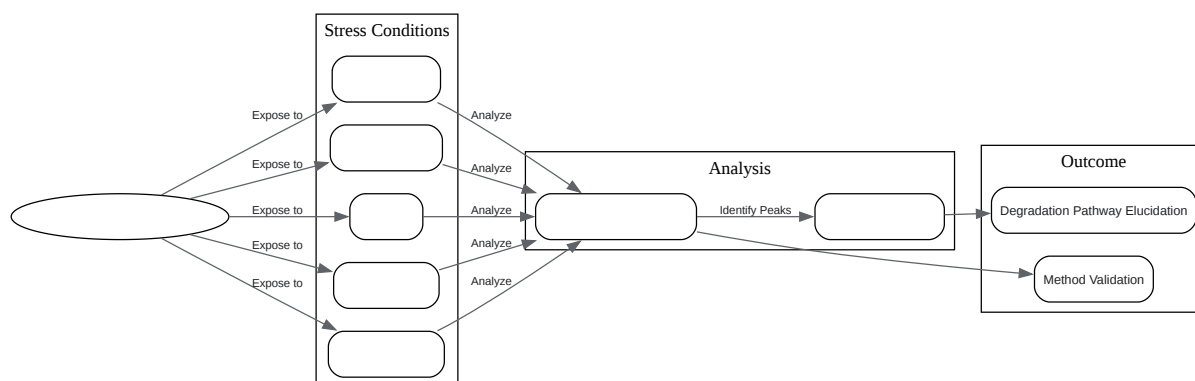 Stress Conditions
Expose to
Expose to
Expose to
Expose to
Expose to
Analyze
Analyze
Analyze
Analyze
Analyze
Analysis
Identify Peaks
Outcome
Degradation Pathway Elucidation
Method Validation